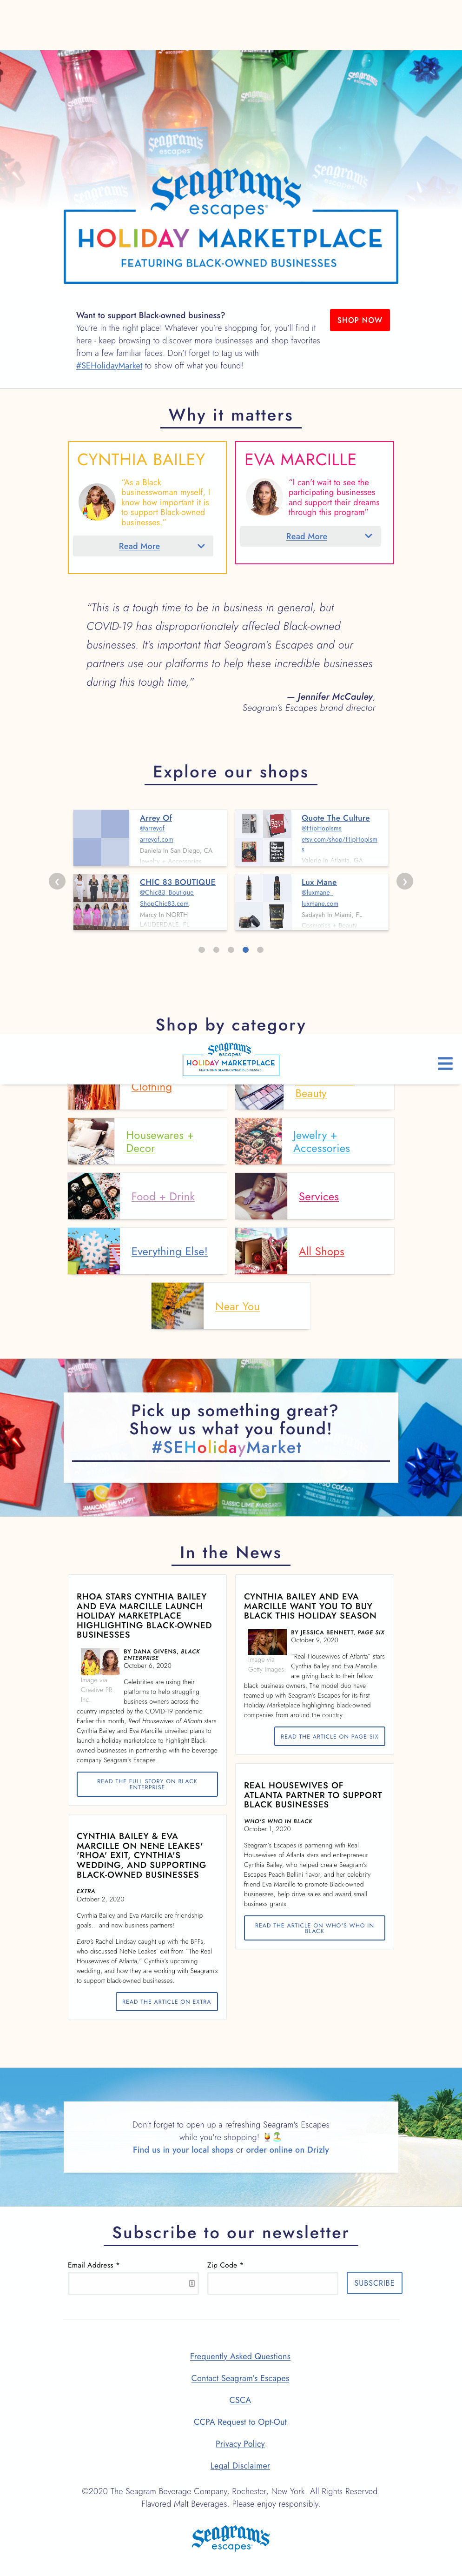 Seagram's
escapes
HOLIDAY MARKETPLACE
FEATURING BLACK-OWNED BUSINESSES
Want to support Black-owned business?
You're in the right place! Whatever you're shopping for, you'll find it
here - keep browsing to discover more businesses and shop favorites
from a few familiar faces. Don't forget to tag us with
#SEHolidayMarket to show off what you found!
SHOP NOW
Why it matters
CYNTHIA BAILEY
"As a Black
businesswoman myself, I
know how important it is
to support Black-owned
businesses."
Read More
EVA MARCILLE
"I can't wait to see the
participating businesses
and support their dreams
through this program"
Read More
"This is a tough time to be in business in general, but
COVID-19 has disproportionately affected Black-owned
businesses. It's important that Seagram's Escapes and our
partners use our platforms to help these incredible businesses
during this tough time,"
— Jennifer McCauley,
Seagram's Escapes brand director
Explore our shops
Arrey Of
@arreyof
arreyof.com
Daniela In San Diego, CA
Jewelry + Accessories
Quote The Culture
@HipHopIsms
etsy.com/shop/HipHopIsm
s
Valerie In Atlanta, GA
CHIC 83 BOUTIQUE
@Chic83_Boutique
ShopChic83.com
Marcy In NORTH
LAUDERDALE, FL
Lux Mane
@luxmane_
luxmane.com
Sadayah In Miami, FL
Cosmetics + Beauty
Shop by category
Seagram's
escapes
HOLIDAY MARKETPLACE
FEATURING BLACK-OWNED BUSINESSES
Clothing
Beauty
Housewares +
Decor
Jewelry +
Accessories
Food + Drink
Services
Everything Else!
All Shops
Near You
Pick up something great?
Show us what you found!
#SEHolidayMarket
In the News
RHOA STARS CYNTHIA BAILEY
AND EVA MARCILLE LAUNCH
HOLIDAY MARKETPLACE
HIGHLIGHTING BLACK-OWNED
BUSINESSES
Image via
Creative PR
Inc.
BY DANA GIVENS, BLACK
ENTERPRISE
October 6, 2020
Celebrities are using their
platforms to help struggling
business owners across the
country impacted by the COVID-19 pandemic.
Earlier this month, Real Housewives of Atlanta stars
Cynthia Bailey and Eva Marcille unveiled plans to
launch a holiday marketplace to highlight Black-
owned businesses in partnership with the beverage
company Seagram's Escapes.
READ THE FULL STORY ON BLACK
ENTERPRISE
CYNTHIA BAILEY AND EVA
MARCILLE WANT YOU TO BUY
BLACK THIS HOLIDAY SEASON
Image via
Getty Images
BY JESSICA BENNETT, PAGE SIX
October 9, 2020
"Real Housewives of Atlanta" stars
Cynthia Bailey and Eva Marcille
are giving back to their fellow
black business owners. The model duo have
teamed up with Seagram's Escapes for its first
Holiday Marketplace highlighting black-owned
companies from around the country.
READ THE ARTICLE ON PAGE SIX
CYNTHIA BAILEY & EVA
MARCILLE ON NENE LEAKES'
'RHOA' EXIT, CYNTHIA'S
WEDDING, AND SUPPORTING
BLACK-OWNED BUSINESSES
EXTRA
October 2, 2020
Cynthia Bailey and Eva Marcille are friendship
goals… and now business partners!
Extra's Rachel Lindsay caught up with the BFFs,
who discussed NeNe Leakes' exit from "The Real
Housewives of Atlanta," Cynthia's upcoming
wedding, and how they are working with Seagram's
to support black-owned businesses.
READ THE ARTICLE ON EXTRA
REAL HOUSEWIVES OF
ATLANTA PARTNER TO SUPPORT
BLACK BUSINESSES
WHO'S WHO IN BLACK
October 1, 2020
Seagram's Escapes is partnering with Real
Housewives of Atlanta stars and entrepreneur
Cynthia Bailey, who helped create Seagram's
Escapes Peach Bellini flavor, and her celebrity
friend Eva Marcille to promote Black-owned
businesses, help drive sales and award small
business grants.
READ THE ARTICLE ON WHO'S WHO IN
BLACK
Don't forget to open up a refreshing Seagram's Escapes
while you're shopping! 🍹🏝
Find us in your local shops or order online on Drizly
Subscribe to our newsletter
Email Address *
Zip Code *
SUBSCRIBE
Frequently Asked Questions
Contact Seagram's Escapes
CSCA
CCPA Request to Opt-Out
Privacy Policy
Legal Disclaimer
©2020 The Seagram Beverage Company, Rochester, New York. All Rights Reserved.
Flavored Malt Beverages. Please enjoy responsibly.
Seagram's
escapes